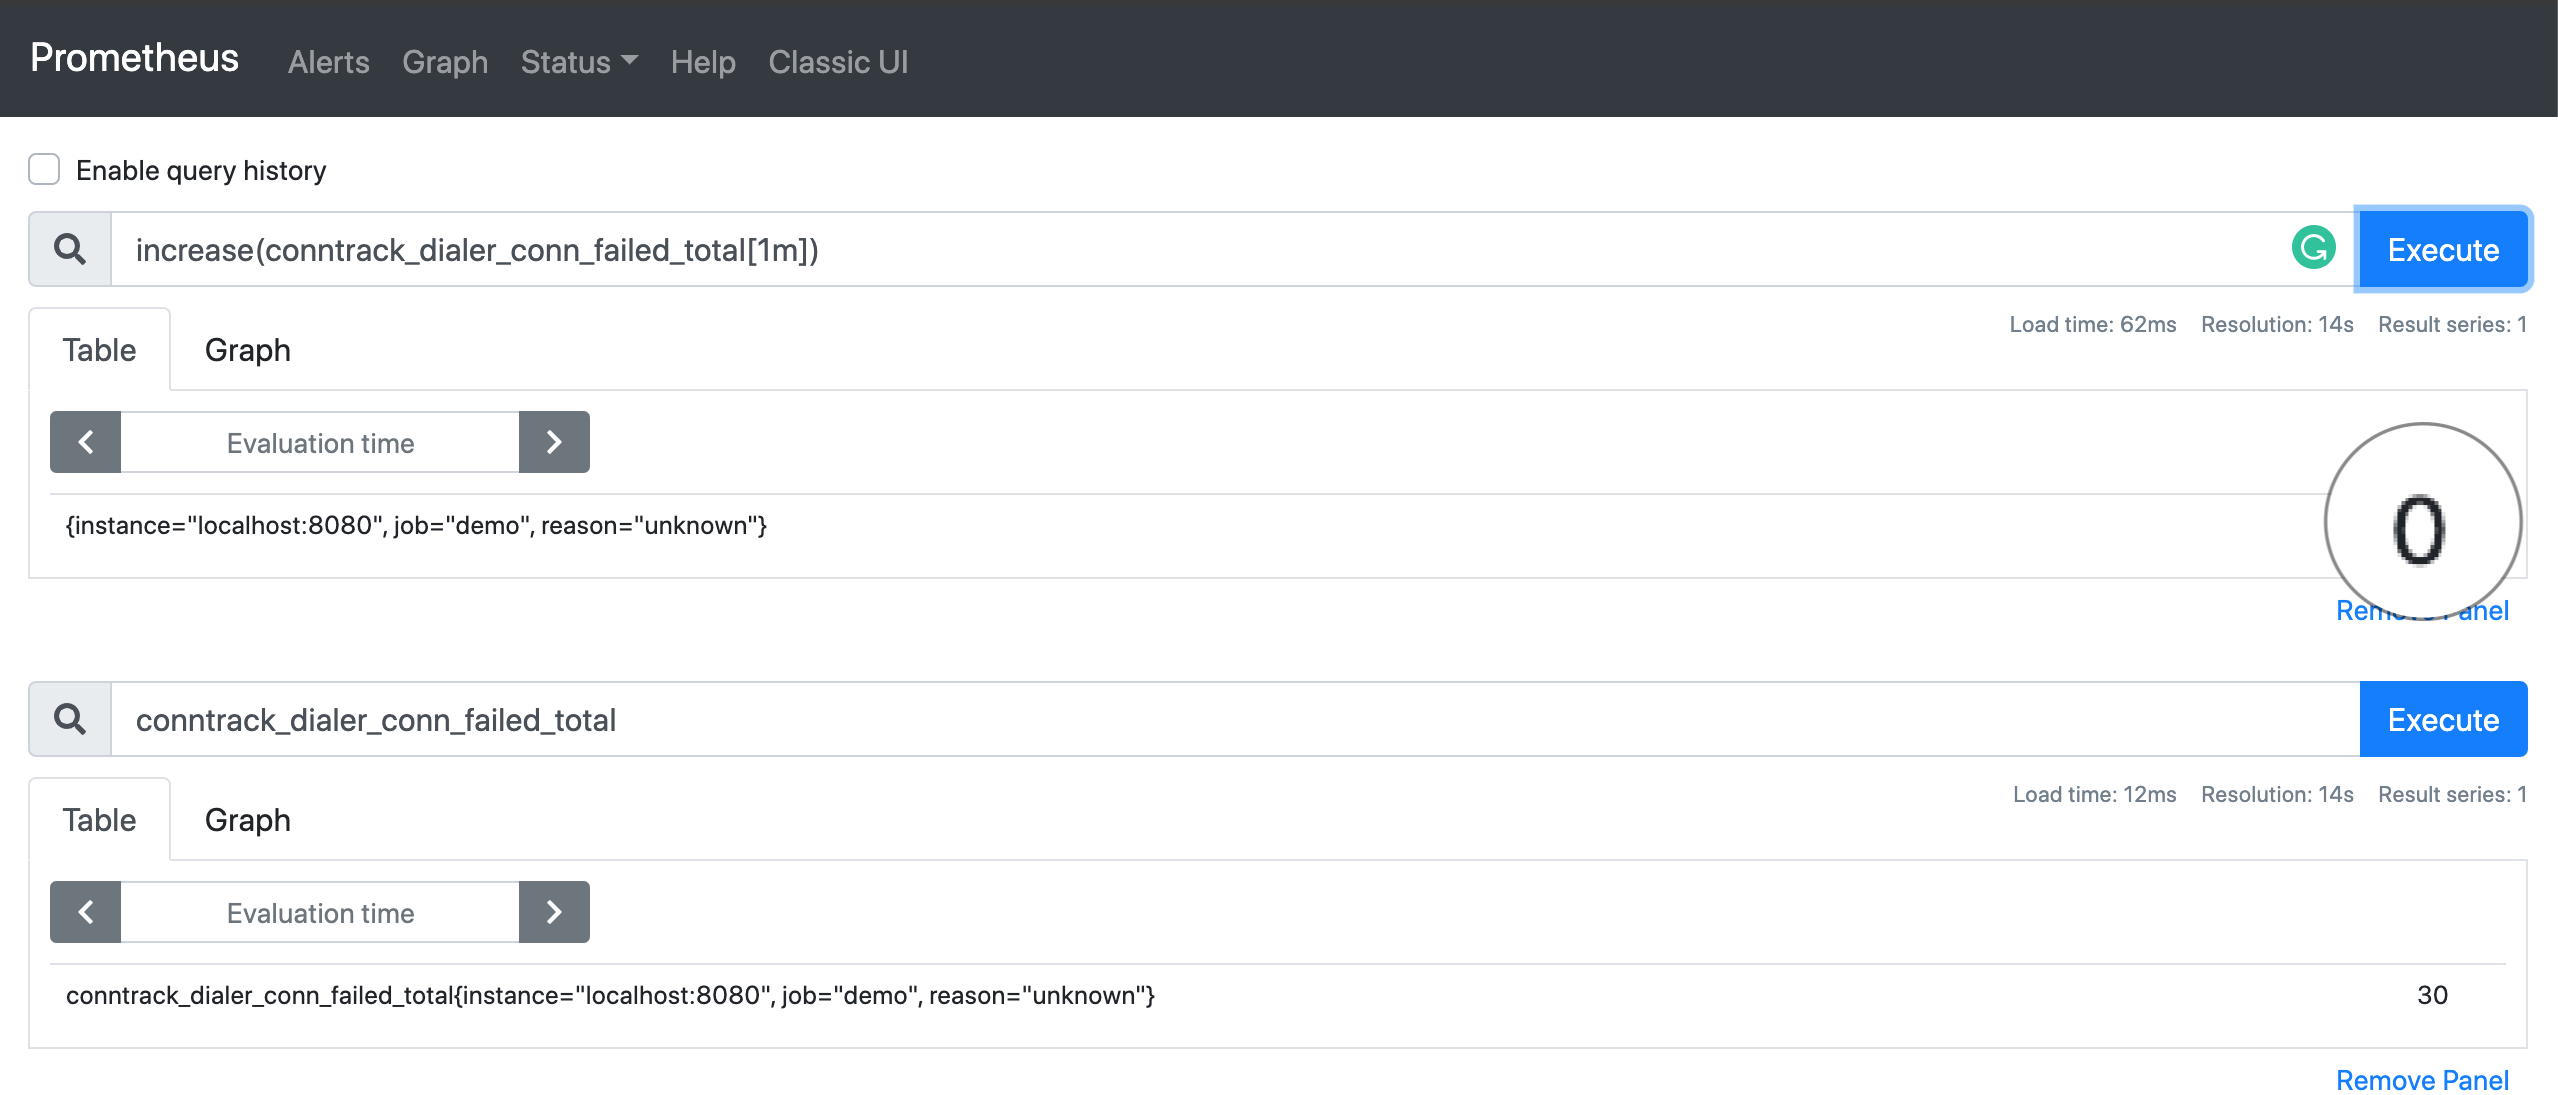 Prometheus Alerts Graph Status Help Classic UI
Enable query history
increase(conntrack_dialer_conn_failed_total[1m])
Execute
Table Graph
Load time: 62ms Resolution: 14s Result series: 1
Evaluation time
{instance="localhost:8080", job="demo", reason="unknown"} 0
Remove Panel
conntrack_dialer_conn_failed_total
Execute
Table Graph
Load time: 12ms Resolution: 14s Result series: 1
Evaluation time
conntrack_dialer_conn_failed_total{instance="localhost:8080", job="demo", reason="unknown"} 30
Remove Panel